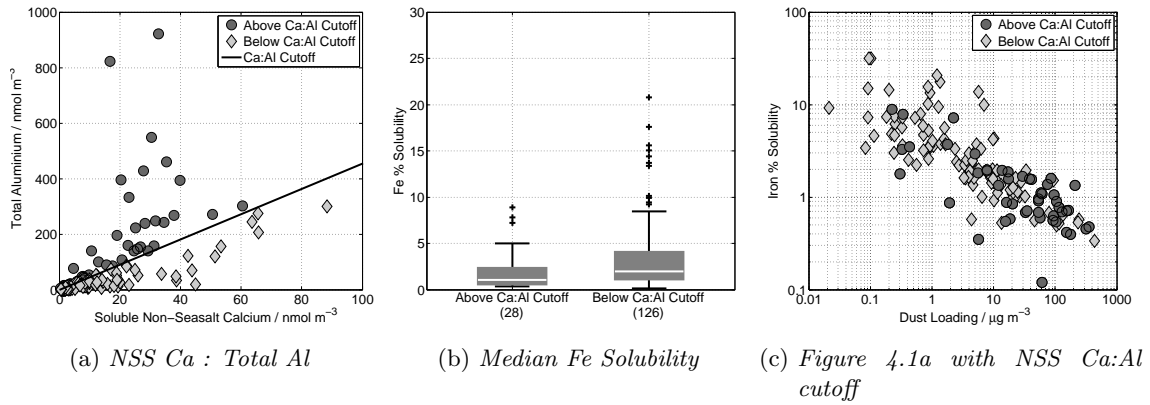 1000
800
600
400
200
0
0
20
40
60
80
100
Total Aluminium / nmol m⁻³
Soluble Non−Seasalt Calcium / nmol m⁻³
Above Ca:Al Cutoff
Below Ca:Al Cutoff
Ca:Al Cutoff
(a) NSS Ca : Total Al
30
25
20
15
10
5
0
Fe % Solubility
Above Ca:Al Cutoff
(28)
Below Ca:Al Cutoff
(126)
(b) Median Fe Solubility
100
10
1
0.1
0.01
0.1
1
10
100
1000
Iron % Solubility
Dust Loading / μg m⁻³
Above Ca:Al Cutoff
Below Ca:Al Cutoff
(c) Figure 4.1a with NSS Ca:Al
cutoff